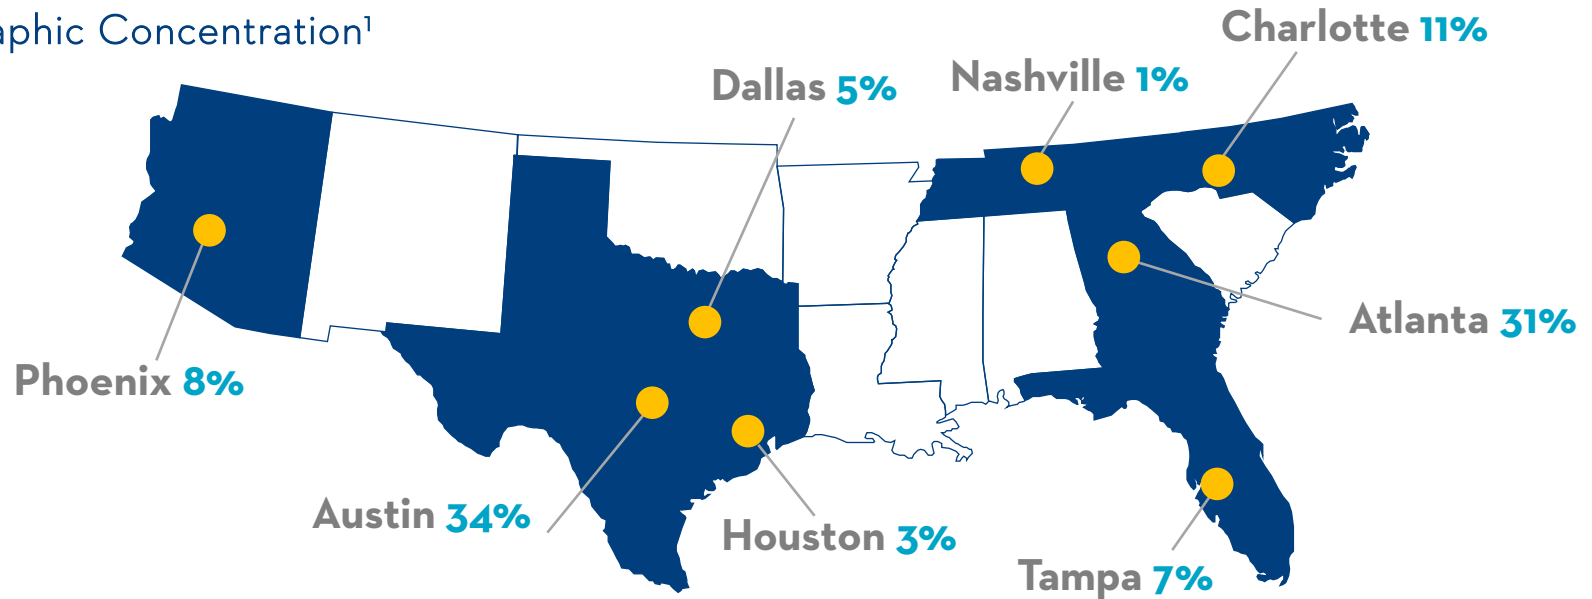 aphic Concentration¹
Charlotte 11%
Nashville 1%
Dallas 5%
Atlanta 31%
Phoenix 8%
Austin 34%
Houston 3%
Tampa 7%